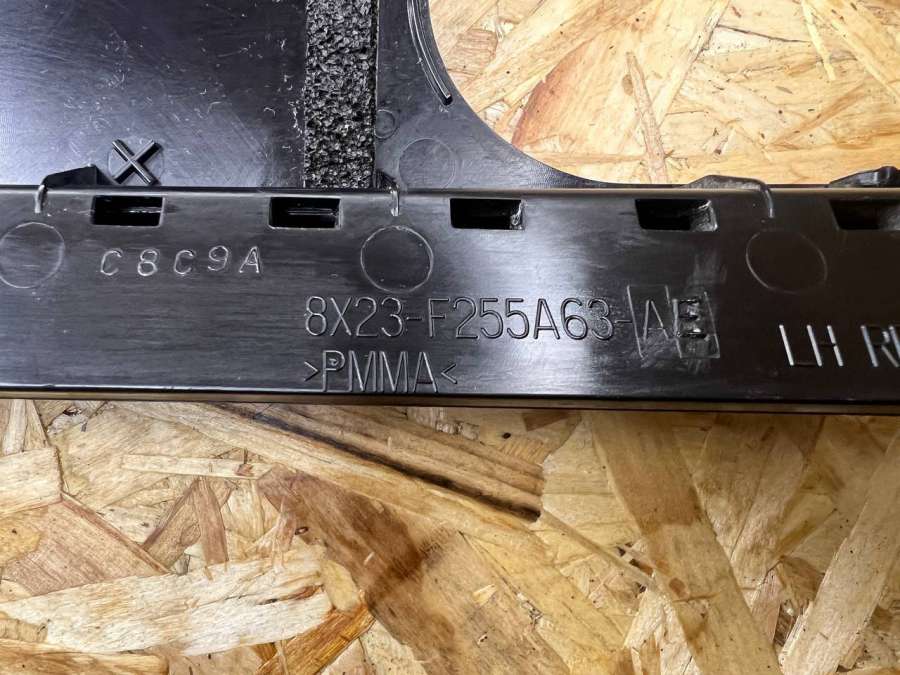 X
C8C9A
8X23-F255A63-AE
>PMMA<
LH